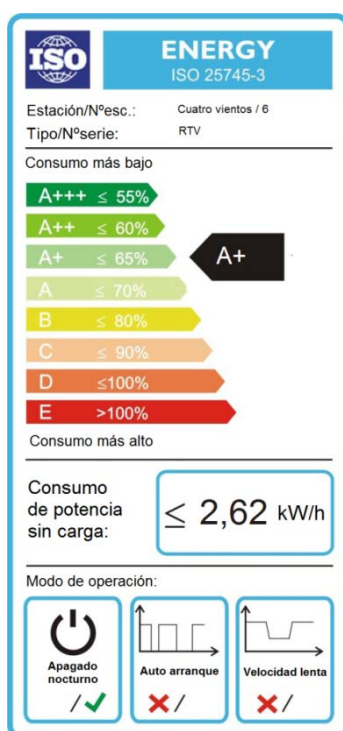 ISO
ENERGY
ISO 25745-3
Estación/Nºesc.: Cuatro vientos / 6
Tipo/Nºserie: RTV
Consumo más bajo
A+++ ≤ 55%
A++ ≤ 60%
A+ ≤ 65%
A+
A ≤ 70%
B ≤ 80%
C ≤ 90%
D ≤100%
E >100%
Consumo más alto
Consumo
de potencia
sin carga:
≤ 2,62 kW/h
Modo de operación:
Apagado
nocturno
/✓
Auto arranque
✗/
Velocidad lenta
✗/